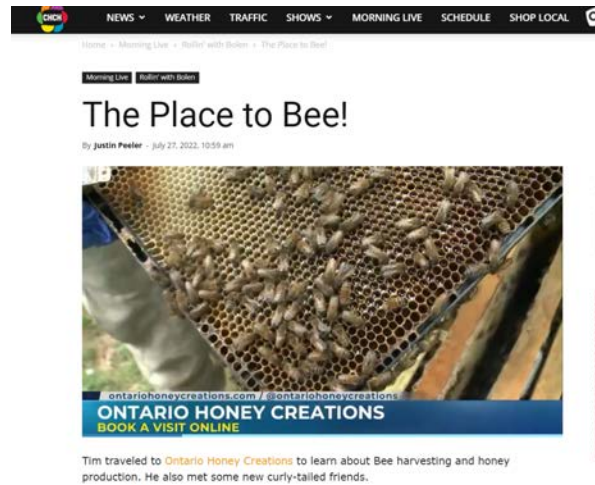 CHCH
NEWS WEATHER TRAFFIC SHOWS MORNING LIVE SCHEDULE SHOP LOCAL
Home Morning Live Rollin' with Bolen The Place to Bee!
Morning Live Rollin' with Bolen
The Place to Bee!
By Justin Peeler - July 27, 2022, 10:59 am
ontariohoneycreations.com / @ontariohoneycreations
ONTARIO HONEY CREATIONS
BOOK A VISIT ONLINE
Tim traveled to Ontario Honey Creations to learn about Bee harvesting and honey
production. He also met some new curly-tailed friends.